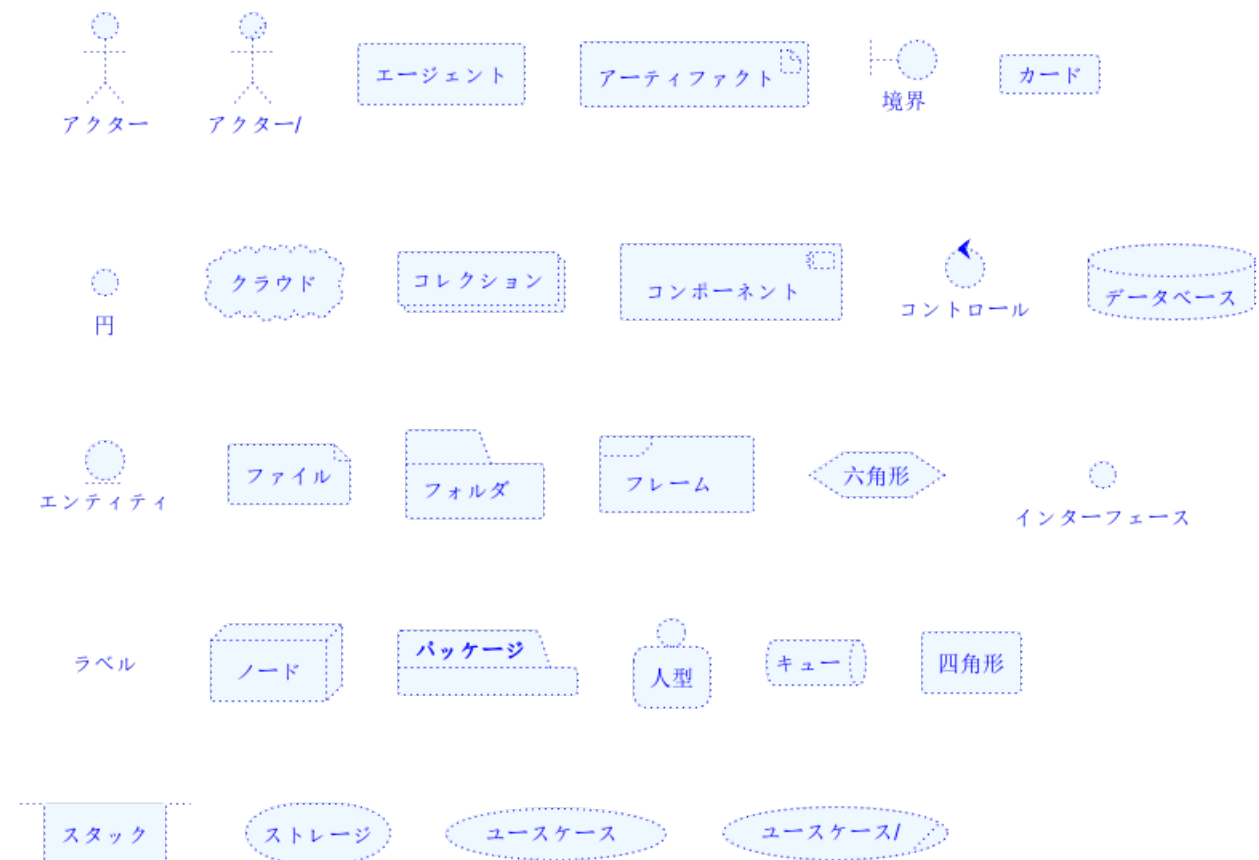 アクター
アクター/
エージェント
アーティファクト
境界
カード
円
クラウド
コレクション
コンポーネント
コントロール
データベース
エンティティ
ファイル
フォルダ
フレーム
六角形
インターフェース
ラベル
ノード
パッケージ
人型
キュー
四角形
スタック
ストレージ
ユースケース
ユースケース/